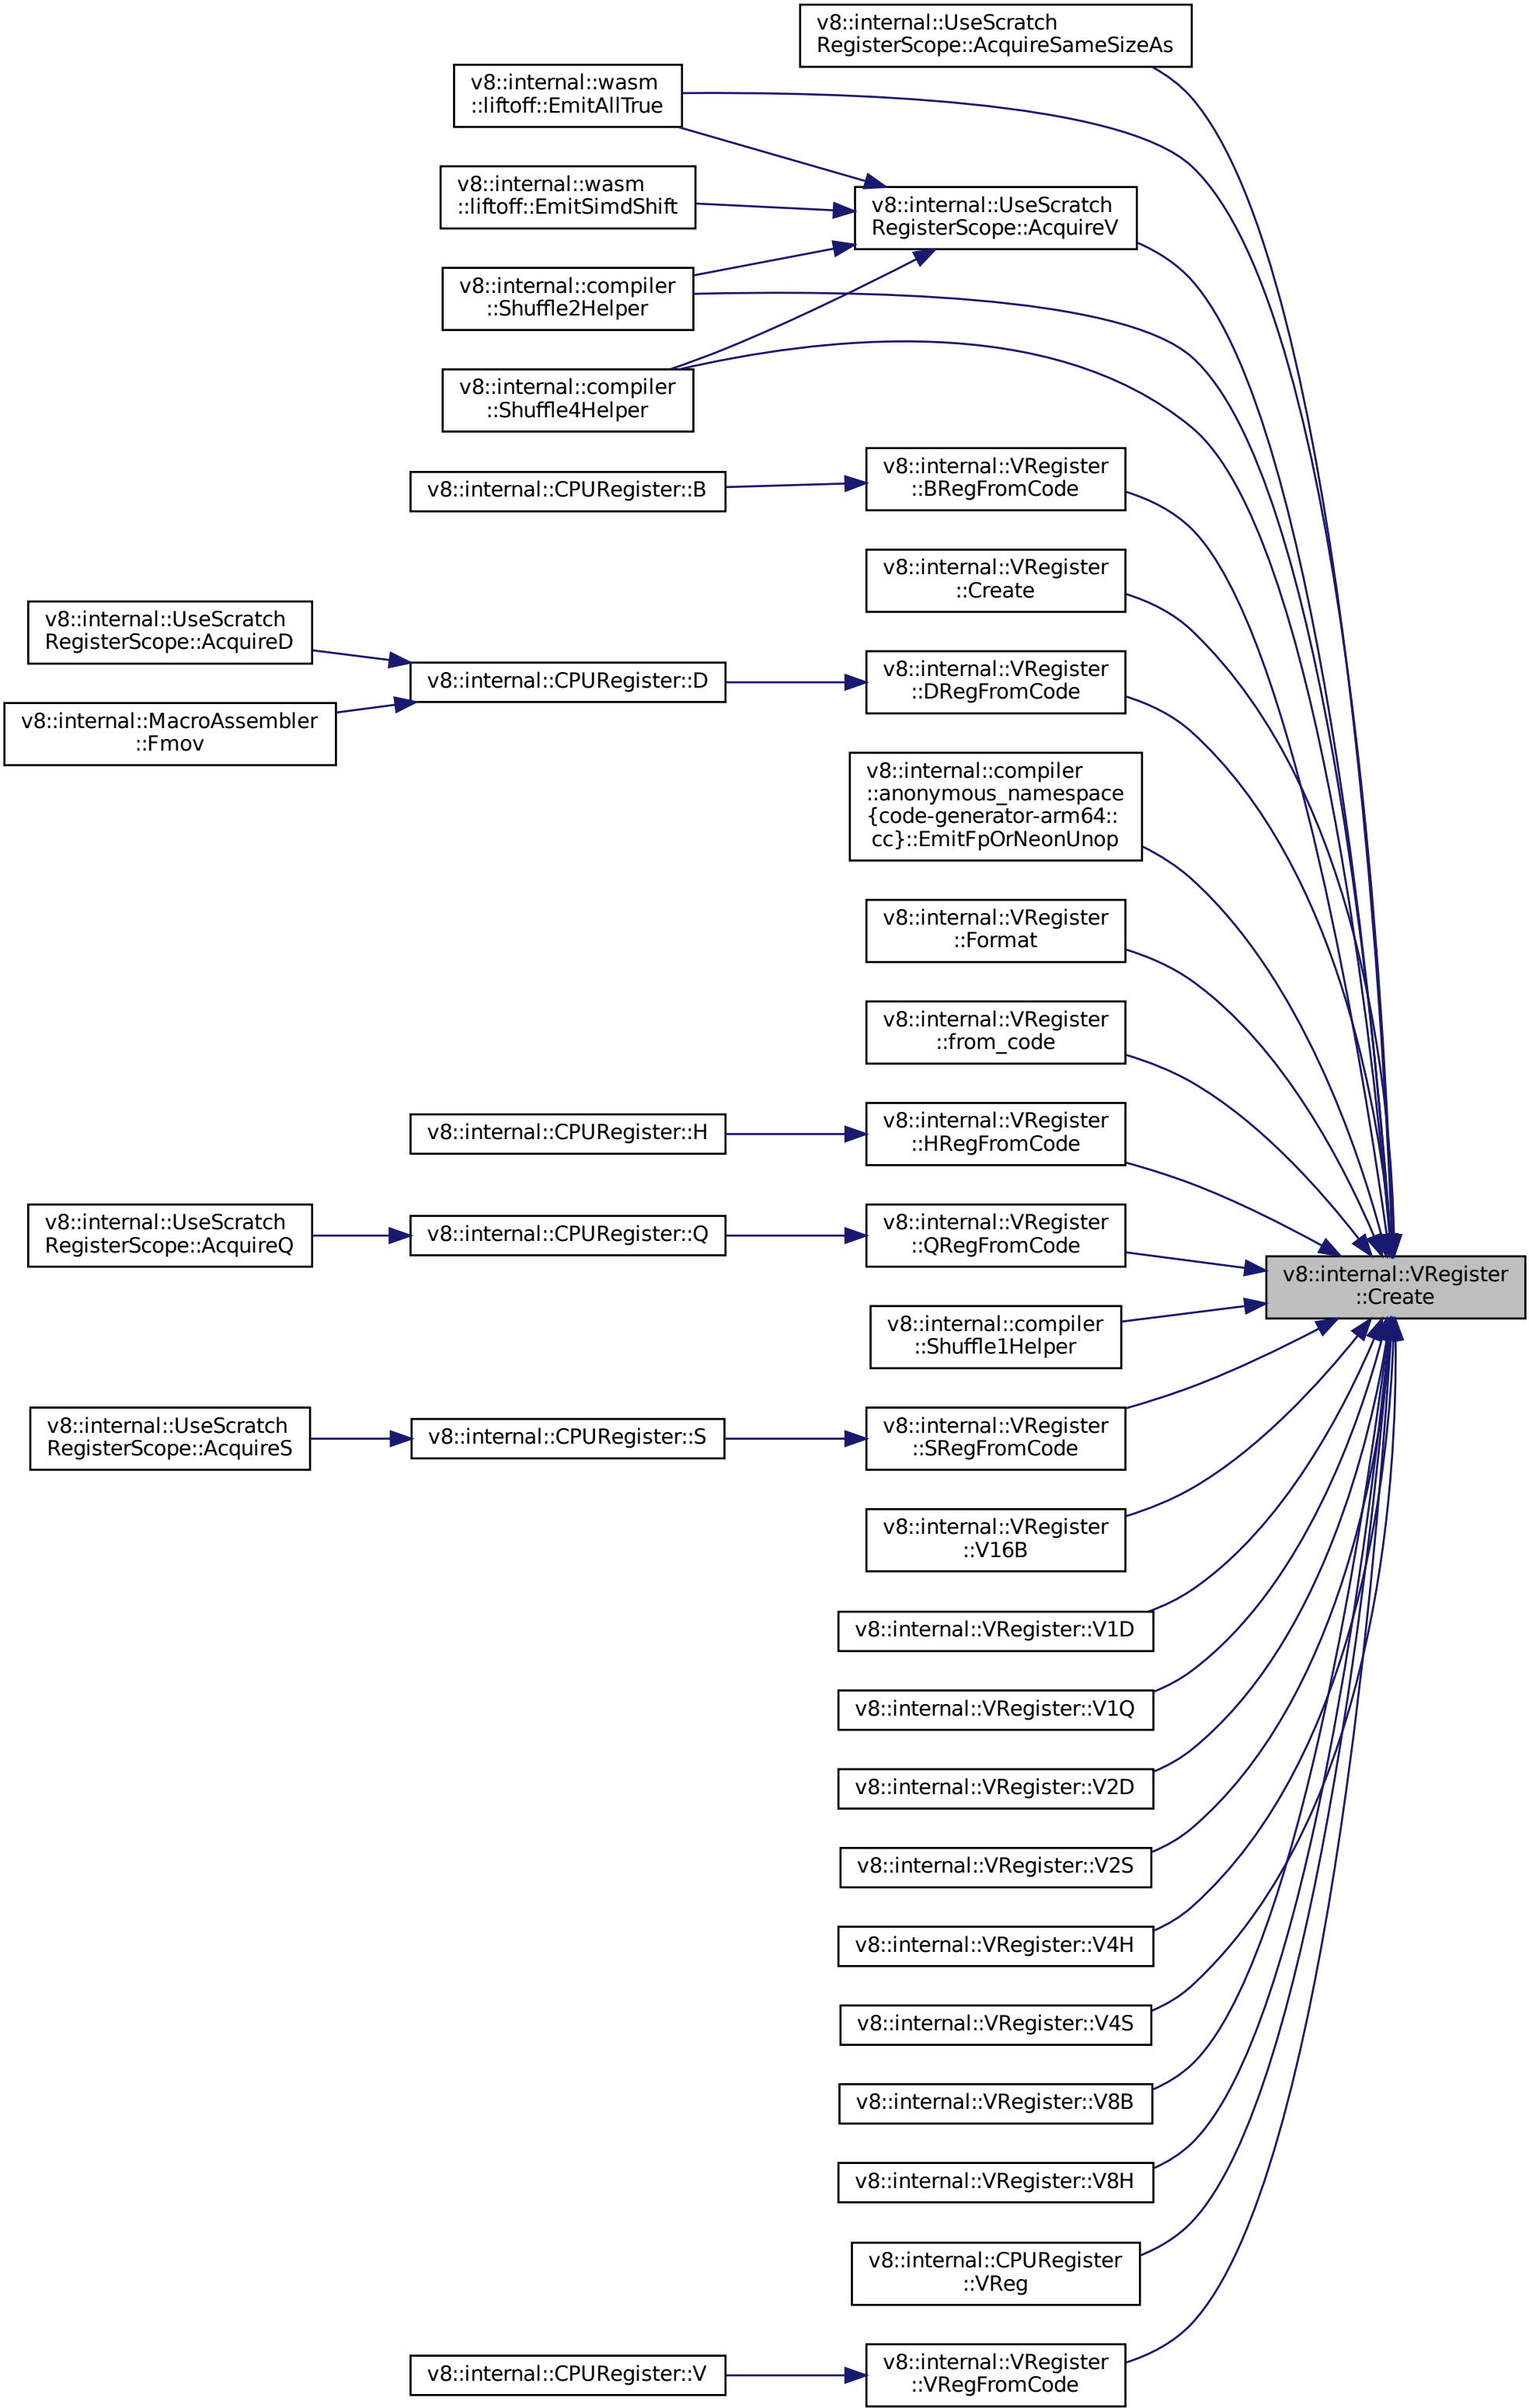 v8::internal::UseScratch
RegisterScope::AcquireSameSizeAs
v8::internal::wasm
::liftoff::EmitAllTrue
v8::internal::wasm
::liftoff::EmitSimdShift
v8::internal::UseScratch
RegisterScope::AcquireV
v8::internal::compiler
::Shuffle2Helper
v8::internal::compiler
::Shuffle4Helper
v8::internal::VRegister
::BRegFromCode
v8::internal::CPURegister::B
v8::internal::VRegister
::Create
v8::internal::UseScratch
RegisterScope::AcquireD
v8::internal::CPURegister::D
v8::internal::VRegister
::DRegFromCode
v8::internal::MacroAssembler
::Fmov
v8::internal::compiler
::anonymous_namespace
{code-generator-arm64::
cc}::EmitFpOrNeonUnop
v8::internal::VRegister
::Format
v8::internal::VRegister
::from_code
v8::internal::CPURegister::H
v8::internal::VRegister
::HRegFromCode
v8::internal::UseScratch
RegisterScope::AcquireQ
v8::internal::CPURegister::Q
v8::internal::VRegister
::QRegFromCode
v8::internal::VRegister
::Create
v8::internal::compiler
::Shuffle1Helper
v8::internal::UseScratch
RegisterScope::AcquireS
v8::internal::CPURegister::S
v8::internal::VRegister
::SRegFromCode
v8::internal::VRegister
::V16B
v8::internal::VRegister::V1D
v8::internal::VRegister::V1Q
v8::internal::VRegister::V2D
v8::internal::VRegister::V2S
v8::internal::VRegister::V4H
v8::internal::VRegister::V4S
v8::internal::VRegister::V8B
v8::internal::VRegister::V8H
v8::internal::CPURegister
::VReg
v8::internal::CPURegister::V
v8::internal::VRegister
::VRegFromCode